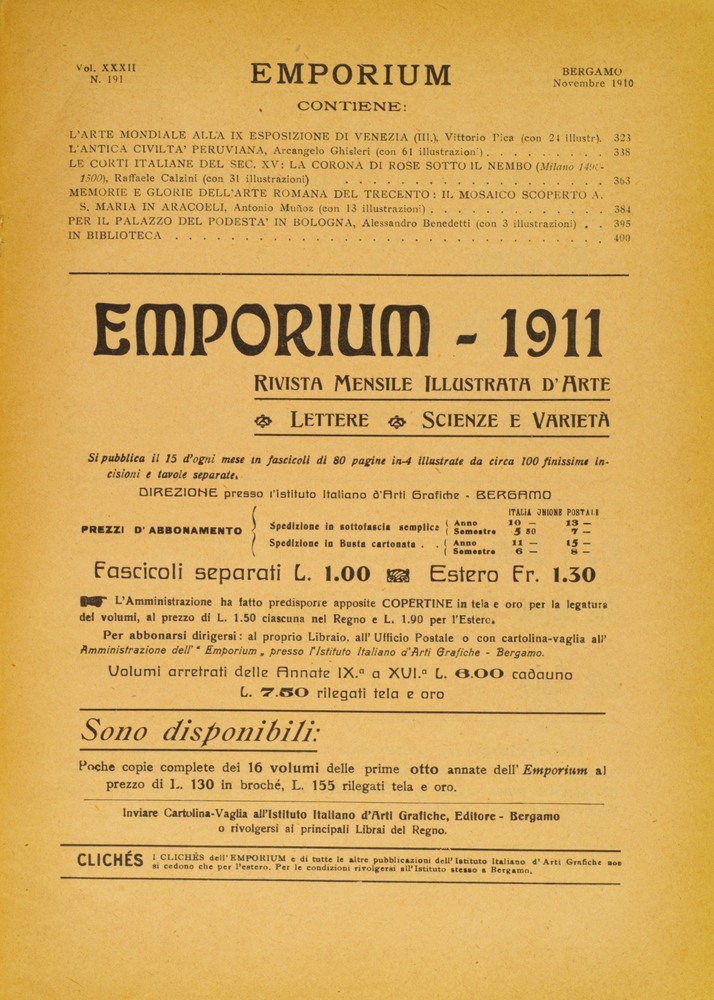 Vol. XXXII
N. 191
EMPORIUM
BERGAMO
Novembre 1910
CONTIENE:
L'ARTE MONDIALE ALLA IX ESPOSIZIONE DI VENEZIA (III.), Vittorio Pica (con 24 illustr). 323
L'ANTICA CIVILTA' PERUVIANA, Arcangelo Ghisleri (con 61 illustrazioni) . . . . . . . . . 338
LE CORTI ITALIANE DEL SEC. XV: LA CORONA DI ROSE SOTTO IL NEMBO (Milano
1500), Raffaele Calzini (con 31 illustrazioni) . . . . . . . . . . . . . . . . . . . 363
MEMORIE E GLORIE DELL'ARTE ROMANA DEL TRECENTO: IL MOSAICO SCOPERTO A.
S. MARIA IN ARACOELI, Antonio Muñoz (con 13 illustrazioni) . . . . . . . . . . . . . 384
PER IL PALAZZO DEL PODESTA' IN BOLOGNA, Alessandro Benedetti (con 3 illustrazioni) . . 395
IN BIBLIOTECA . . . . . . . . . . . . . . . . . . . . . . . . . . . . . . . . 400
EMPORIUM - 1911
RIVISTA MENSILE ILLUSTRATA D'ARTE
LETTERE SCIENZE E VARIETÀ
Si pubblica il 15 d'ogni mese in fascicoli di 80 pagine in-4 illustrate da circa 100 finissime in-
cisioni e tavole separate.
DIREZIONE presso l'Istituto Italiano d'Arti Grafiche - BERGAMO
ITALIA UNIONE POSTALE
PREZZI D'ABBONAMENTO { Spedizione in sottofascia semplice { Anno 10 — 13 —
Semestre 5 80 7 —
Spedizione in Busta cartonata . . { Anno 11 — 15 —
Semestre 6 — 8 —
Fascicoli separati L. 1.00 Estero Fr. 1.30
L'Amministrazione ha fatto predisporre apposite COPERTINE in tela e oro per la legatura
dei volumi, al prezzo di L. 1.50 ciascuna nel Regno e L. 1.90 per l'Estero.
Per abbonarsi dirigersi: al proprio Libraio, all'Ufficio Postale o con cartolina-vaglia all'
Amministrazione dell' " Emporium „ presso l'Istituto Italiano d'Arti Grafiche - Bergamo.
Volumi arretrati delle Annate IX.ª a XVI.ª L. 6.00 cadauno
L. 7.50 rilegati tela e oro
Sono disponibili:
Poche copie complete dei 16 volumi delle prime otto annate dell' Emporium al
prezzo di L. 130 in broché, L. 155 rilegati tela e oro.
Inviare Cartolina-Vaglia all'Istituto Italiano d'Arti Grafiche, Editore - Bergamo
o rivolgersi ai principali Librai del Regno.
CLICHÉS I CLICHÉS dell'EMPORIUM e di tutte le altre pubblicazioni dell'Istituto Italiano d'Arti Grafiche non
si cedono che per l'estero. Per le condizioni rivolgersi all'Istituto stesso a Bergamo.